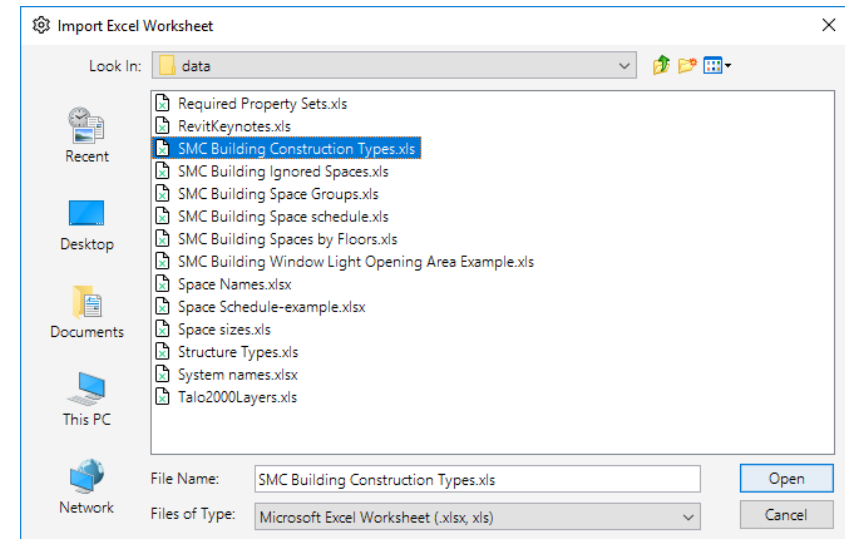 Import Excel Worksheet
Look In: data
Required Property Sets.xls
RevitKeynotes.xls
SMC Building Construction Types.xls
SMC Building Ignored Spaces.xls
SMC Building Space Groups.xls
SMC Building Space schedule.xls
SMC Building Spaces by Floors.xls
SMC Building Window Light Opening Area Example.xls
Space Names.xlsx
Space Schedule-example.xlsx
Space sizes.xls
Structure Types.xls
System names.xlsx
Talo2000Layers.xls
Recent
Desktop
Documents
This PC
Network
File Name: SMC Building Construction Types.xls Open
Files of Type: Microsoft Excel Worksheet (.xlsx, xls) Cancel